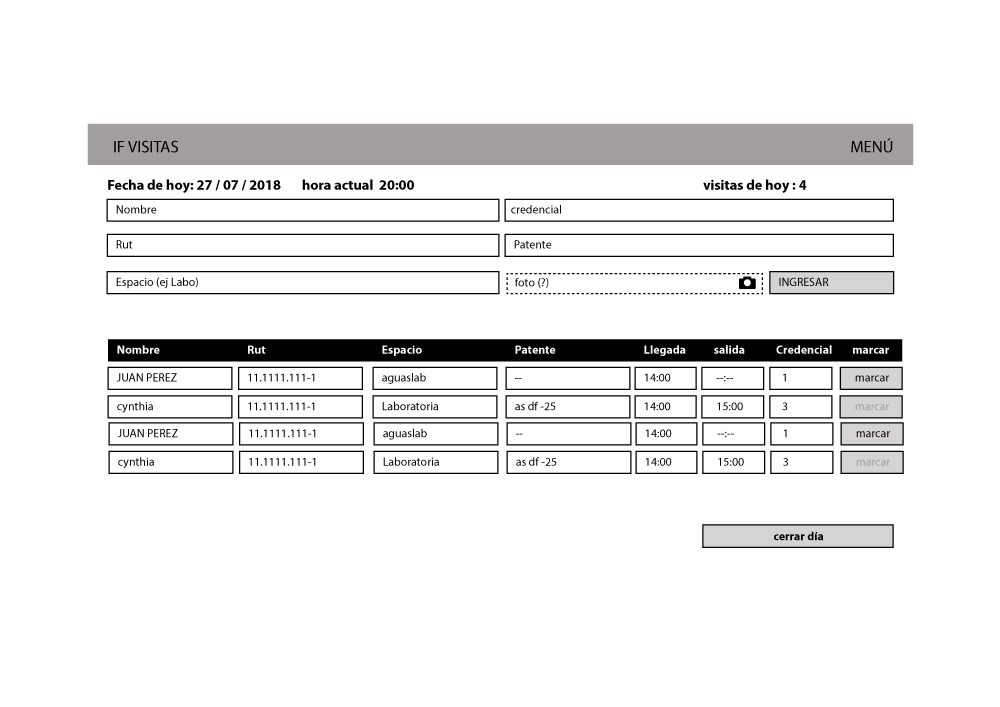 IF VISITAS MENÚ
Fecha de hoy: 27 / 07 / 2018 hora actual 20:00 visitas de hoy : 4
Nombre credencial
Rut Patente
Espacio (ej Labo) foto (?) INGRESAR
Nombre Rut Espacio Patente Llegada salida Credencial marcar
JUAN PEREZ 11.1111.111-1 aguaslab -- 14:00 --:-- 1 marcar
cynthia 11.1111.111-1 Laboratoria as df -25 14:00 15:00 3 marcar
JUAN PEREZ 11.1111.111-1 aguaslab -- 14:00 --:-- 1 marcar
cynthia 11.1111.111-1 Laboratoria as df -25 14:00 15:00 3 marcar
cerrar día